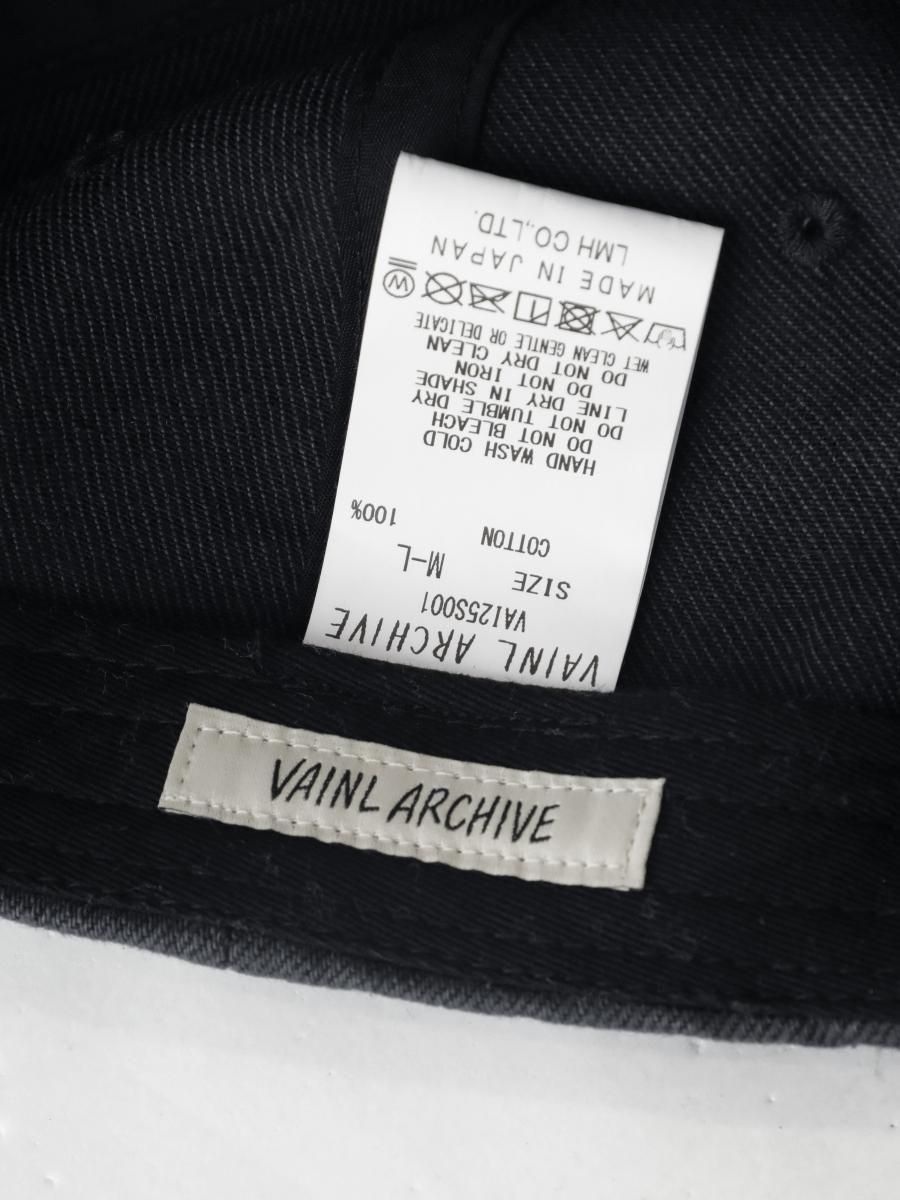 VAINL ARCHIVE
VAI25S001
SIZE M-L
COTTON 100%
HAND WASH COLD
DO NOT BLEACH
DO NOT TUMBLE DRY
LINE DRY IN SHADE
DO NOT IRON
DO NOT DRY CLEAN
WET CLEAN GENTLE OR DELICATE
W
MADE IN JAPAN
LMH CO.,LTD.
VAINL ARCHIVE